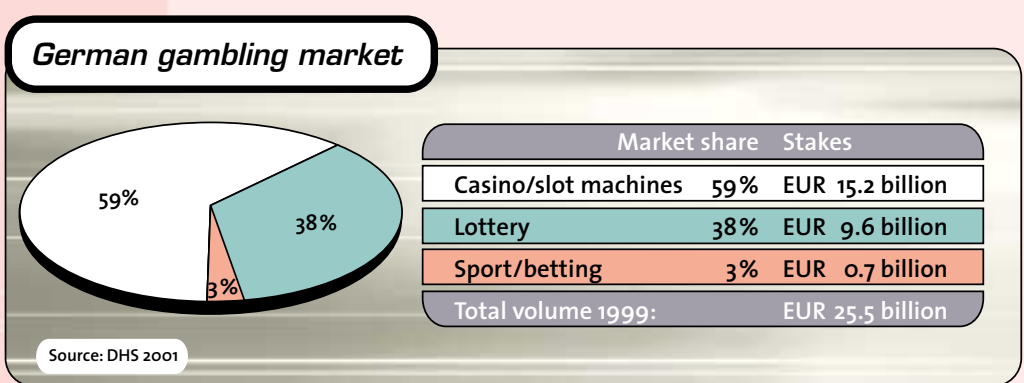 German gambling market
59%
38%
3%
Market share Stakes
Casino/slot machines 59% EUR 15.2 billion
Lottery 38% EUR 9.6 billion
Sport/betting 3% EUR 0.7 billion
Total volume 1999: EUR 25.5 billion
Source: DHS 2001